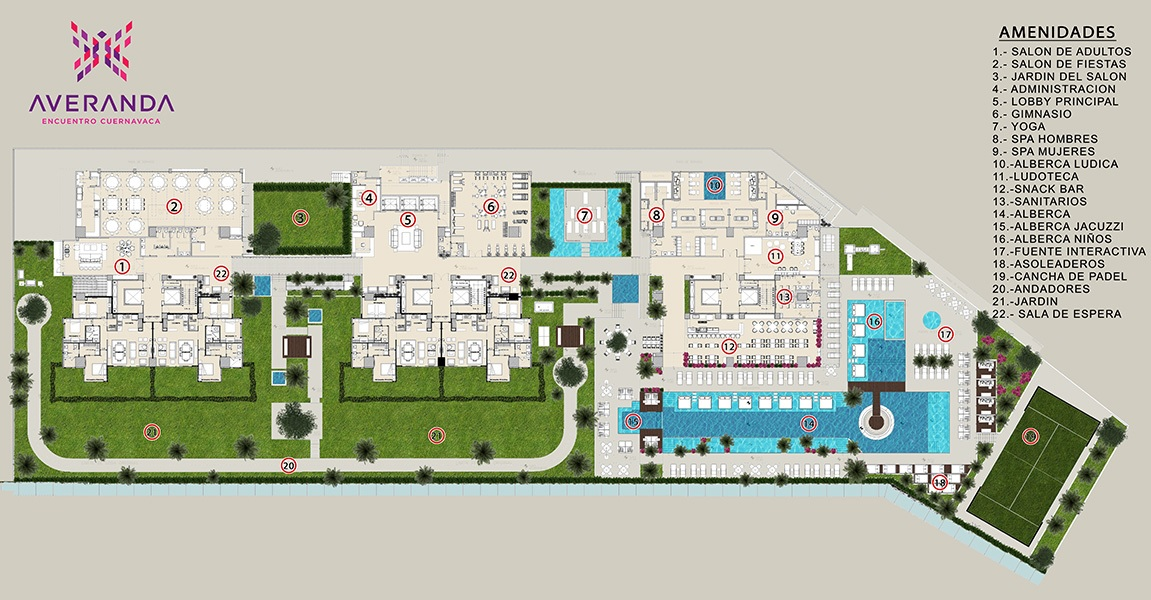 AVERANDA
ENCUENTRO CUERNAVACA
AMENIDADES
1.- SALON DE ADULTOS
2.- SALON DE FIESTAS
3.- JARDIN DEL SALON
4.- ADMINISTRACION
5.- LOBBY PRINCIPAL
6.- GIMNASIO
7.- YOGA
8.- SPA HOMBRES
9.- SPA MUJERES
10.-ALBERCA LUDICA
11.-LUDOTECA
12.-SNACK BAR
13.-SANITARIOS
14.-ALBERCA
15.-ALBERCA JACUZZI
16.-ALBERCA NIÑOS
17.-FUENTE INTERACTIVA
18.-ASOLEADEROS
19.-CANCHA DE PADEL
20.-ANDADORES
21.-JARDIN
22.- SALA DE ESPERA
2
3
4
5
6
7
8
10
9
1
22
22
11
13
16
17
12
15
14
21
21
19
20
18